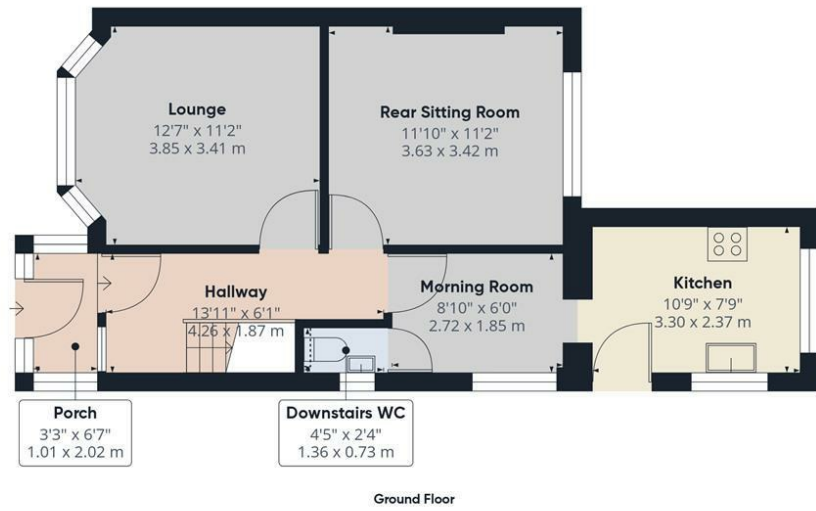 Lounge
12'7" x 11'2"
3.85 x 3.41 m
Rear Sitting Room
11'10" x 11'2"
3.63 x 3.42 m
Hallway
13'11" x 6'1"
4.26 x 1.87 m
Morning Room
8'10" x 6'0"
2.72 x 1.85 m
Kitchen
10'9" x 7'9"
3.30 x 2.37 m
Porch
3'3" x 6'7"
1.01 x 2.02 m
Downstairs WC
4'5" x 2'4"
1.36 x 0.73 m
Ground Floor